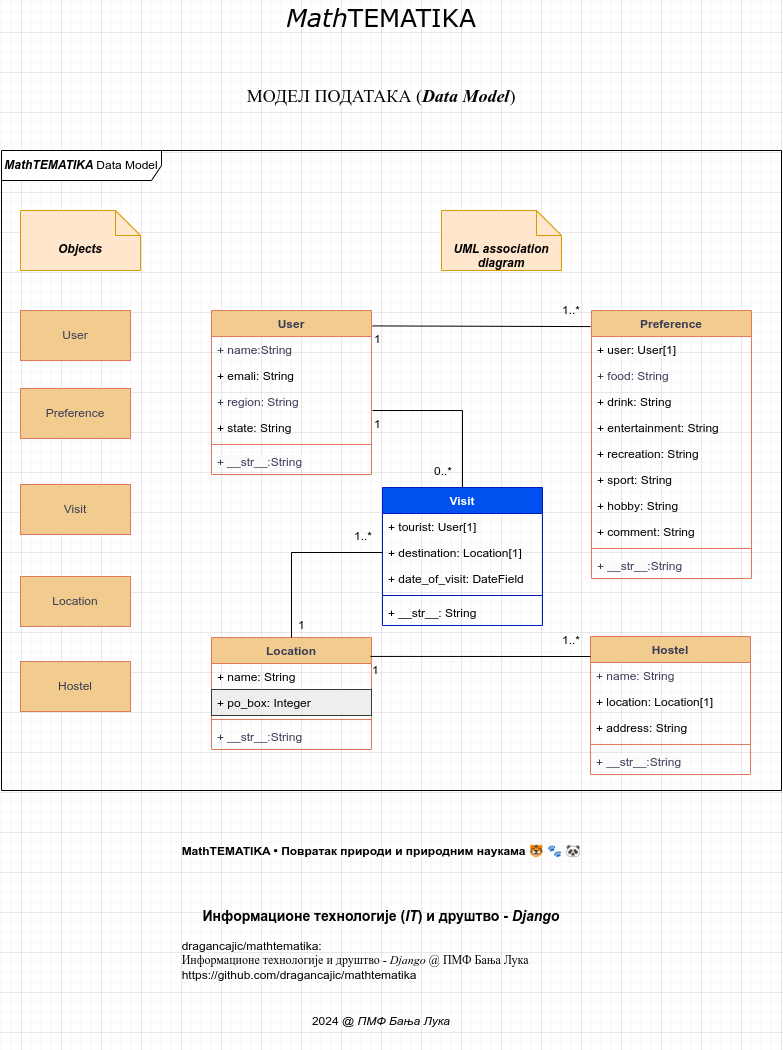 MathTEMATIKA
МОДЕЛ ПОДАТАКА (Data Model)
MathTEMATIKA Data Model
Objects
UML association
diagram
User
Preference
Visit
Location
Hostel
User
+ name:String
+ emali: String
+ region: String
+ state: String
+ __str__:String
1
1..*
1
0..*
Preference
+ user: User[1]
+ food: String
+ drink: String
+ entertainment: String
+ recreation: String
+ sport: String
+ hobby: String
+ comment: String
+ __str__:String
Visit
+ tourist: User[1]
+ destination: Location[1]
+ date_of_visit: DateField
+ __str__: String
1..*
1
Location
+ name: String
+ po_box: Integer
+ __str__:String
1
1..*
Hostel
+ name: String
+ location: Location[1]
+ address: String
+ __str__:String
MathTEMATIKA • Повратак природи и природним наукама 🐯 🐾 🐼
Информационе технологије (IT) и друштво - Django
dragancajic/mathtematika:
Информационе технологије и друштво - Django @ ПМФ Бања Лука
https://github.com/dragancajic/mathtematika
2024 @ ПМФ Бања Лука